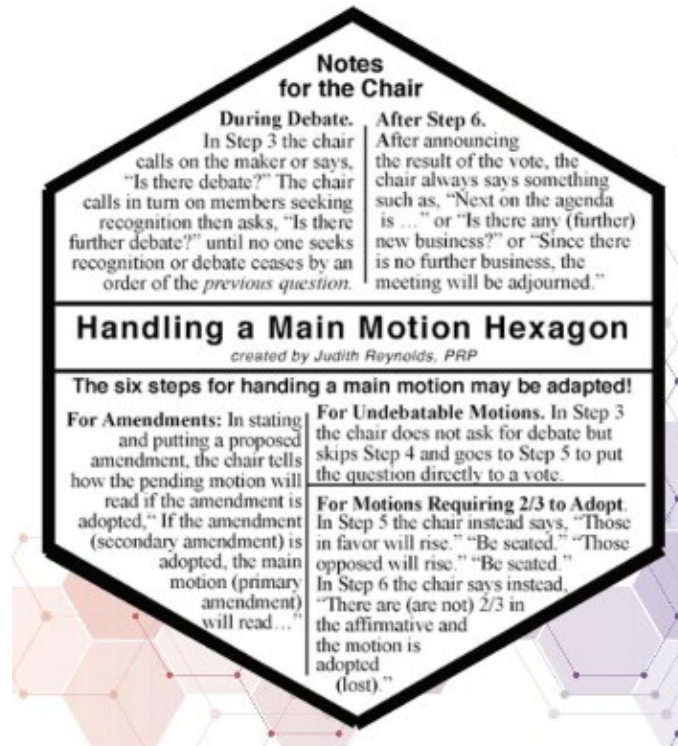 Notes
for the Chair
During Debate.
In Step 3 the chair
calls on the maker or says,
“Is there debate?” The chair
calls in turn on members seeking
recognition then asks, “Is there
further debate?” until no one seeks
recognition or debate ceases by an
order of the previous question.
After Step 6.
After announcing
the result of the vote, the
chair always says something
such as, “Next on the agenda
is …” or “Is there any (further)
new business?” or “Since there
is no further business, the
meeting will be adjourned.”
Handling a Main Motion Hexagon
created by Judith Reynolds, PRP
The six steps for handing a main motion may be adapted!
For Amendments: In stating
and putting a proposed
amendment, the chair tells
how the pending motion will
read if the amendment is
adopted,“ If the amendment
(secondary amendment) is
adopted, the main
motion (primary
amendment)
will read…”
For Undebatable Motions. In Step 3
the chair does not ask for debate but
skips Step 4 and goes to Step 5 to put
the question directly to a vote.
For Motions Requiring 2/3 to Adopt.
In Step 5 the chair instead says, “Those
in favor will rise.” “Be seated.” “Those
opposed will rise.” “Be seated.”
In Step 6 the chair says instead,
“There are (are not) 2/3 in
the affirmative and
the motion is
adopted
(lost).”